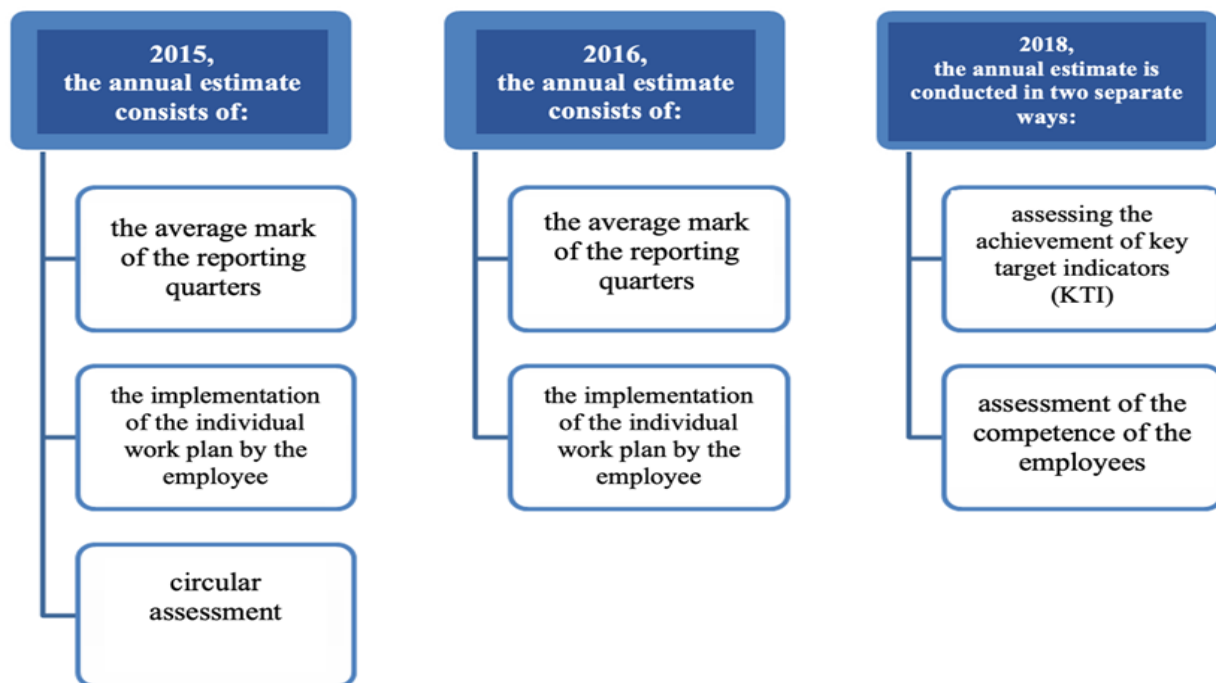 2015,
the annual estimate
consists of:
the average mark
of the reporting
quarters
the implementation
of the individual
work plan by the
employee
circular
assessment
2016,
the annual estimate
consists of:
the average mark
of the reporting
quarters
the implementation
of the individual
work plan by the
employee
2018,
the annual estimate is
conducted in two separate
ways:
assessing the
achievement of key
target indicators
(KTI)
assessment of the
competence of the
employees